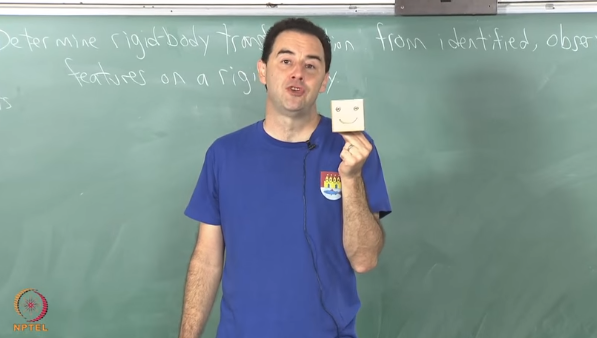 Determine rigid-body from identified,
features on a
NPTEL